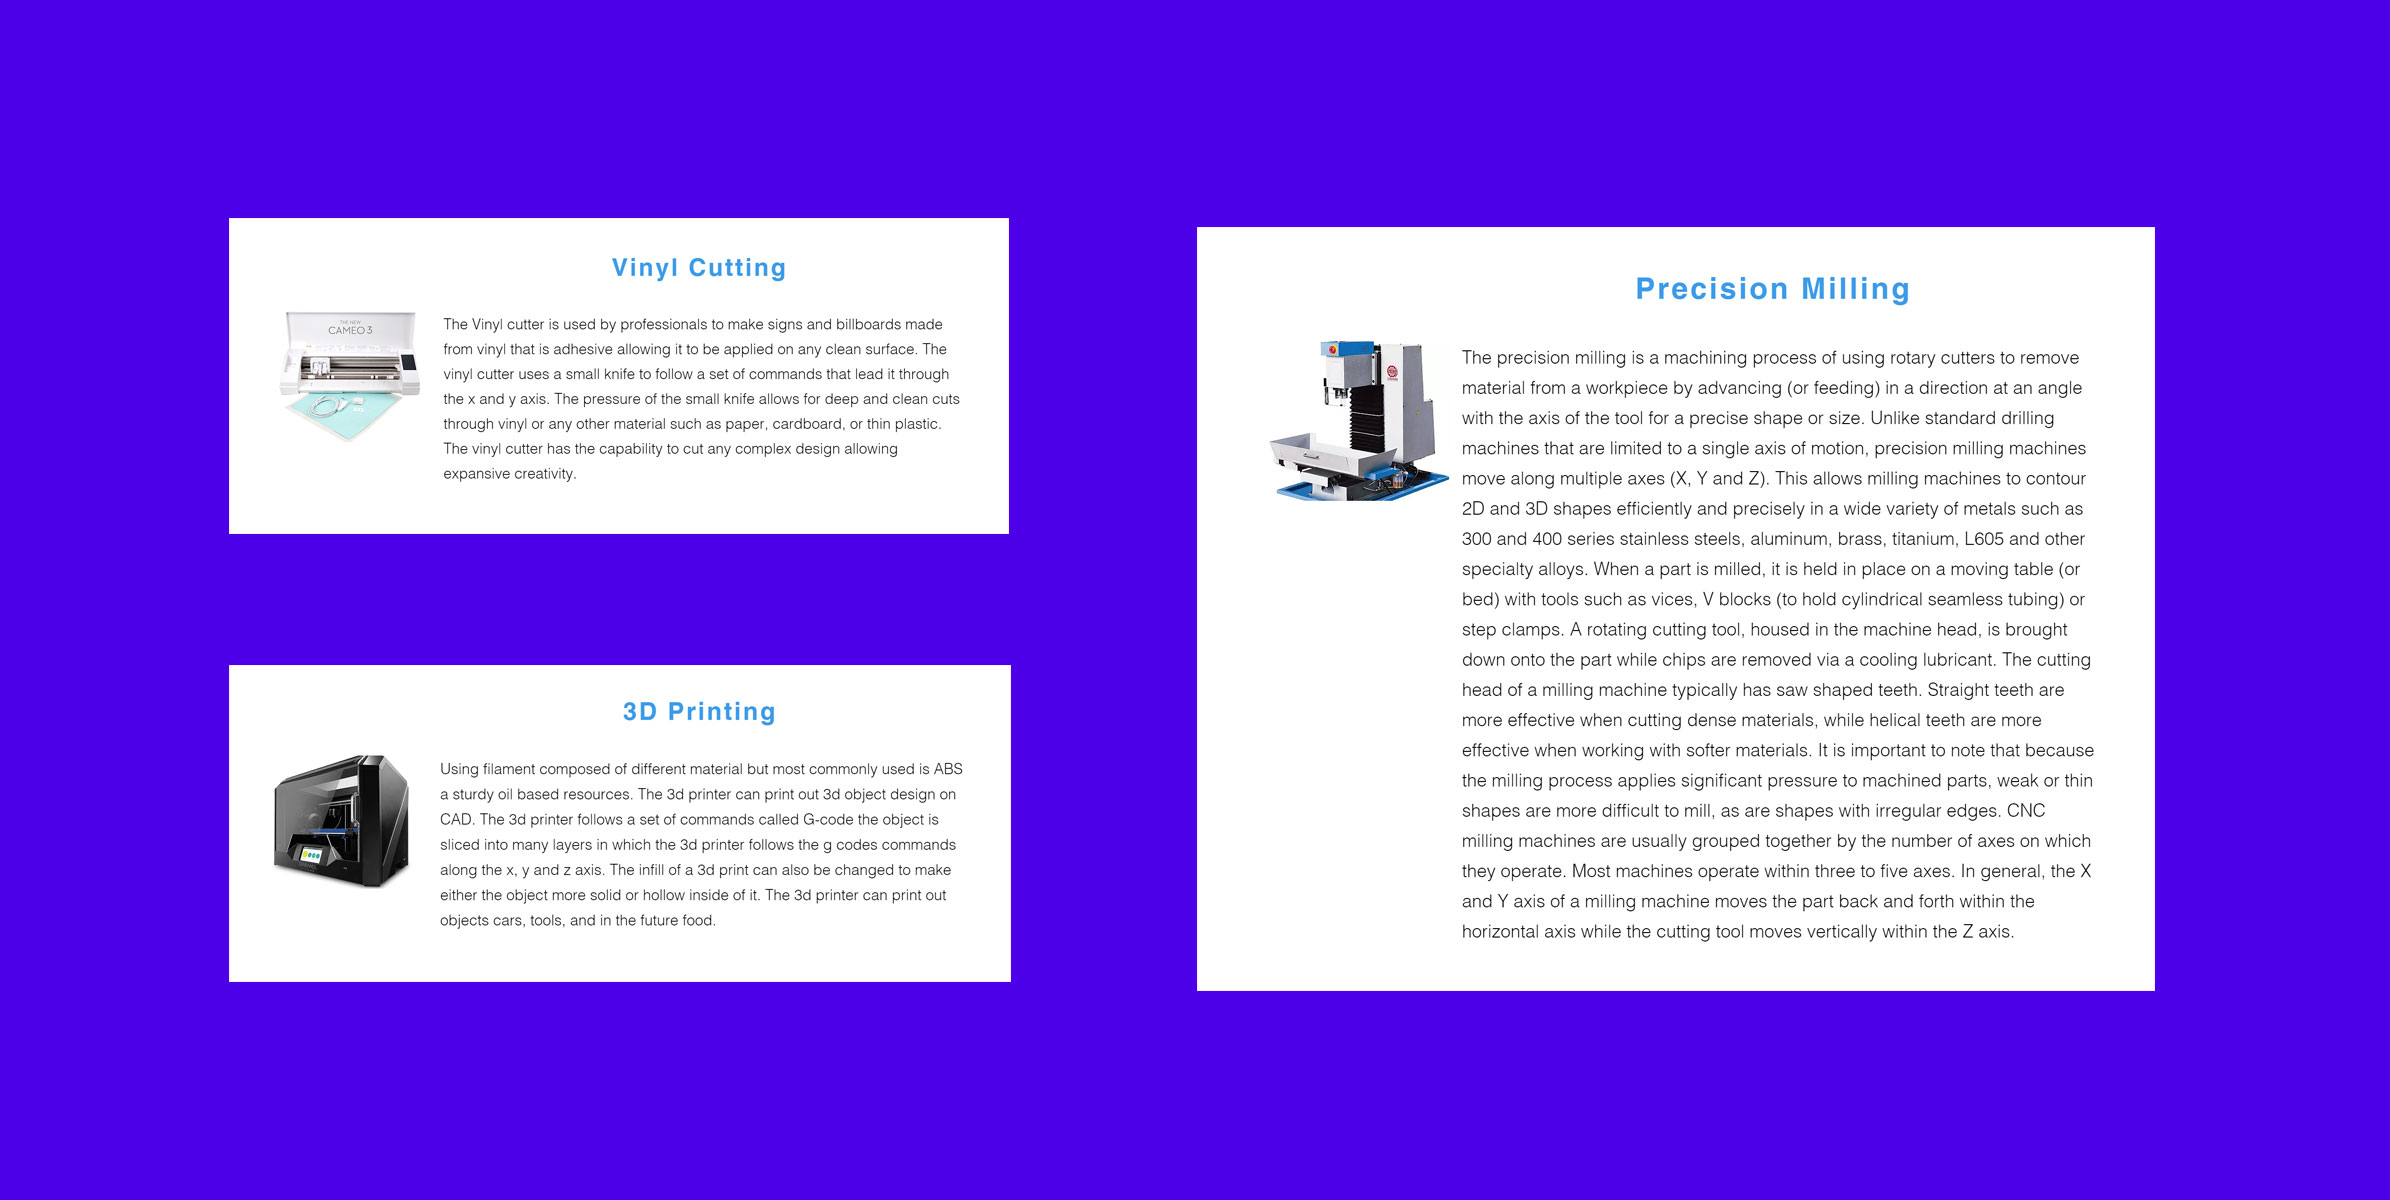 Vinyl Cutting
THE NEW
CAMEO 3
The Vinyl cutter is used by professionals to make signs and billboards made
from vinyl that is adhesive allowing it to be applied on any clean surface. The
vinyl cutter uses a small knife to follow a set of commands that lead it through
the x and y axis. The pressure of the small knife allows for deep and clean cuts
through vinyl or any other material such as paper, cardboard, or thin plastic.
The vinyl cutter has the capability to cut any complex design allowing
expansive creativity.
3D Printing
Using filament composed of different material but most commonly used is ABS
a sturdy oil based resources. The 3d printer can print out 3d object design on
CAD. The 3d printer follows a set of commands called G-code the object is
sliced into many layers in which the 3d printer follows the g codes commands
along the x, y and z axis. The infill of a 3d print can also be changed to make
either the object more solid or hollow inside of it. The 3d printer can print out
objects cars, tools, and in the future food.
Precision Milling
The precision milling is a machining process of using rotary cutters to remove
material from a workpiece by advancing (or feeding) in a direction at an angle
with the axis of the tool for a precise shape or size. Unlike standard drilling
machines that are limited to a single axis of motion, precision milling machines
move along multiple axes (X, Y and Z). This allows milling machines to contour
2D and 3D shapes efficiently and precisely in a wide variety of metals such as
300 and 400 series stainless steels, aluminum, brass, titanium, L605 and other
specialty alloys. When a part is milled, it is held in place on a moving table (or
bed) with tools such as vices, V blocks (to hold cylindrical seamless tubing) or
step clamps. A rotating cutting tool, housed in the machine head, is brought
down onto the part while chips are removed via a cooling lubricant. The cutting
head of a milling machine typically has saw shaped teeth. Straight teeth are
more effective when cutting dense materials, while helical teeth are more
effective when working with softer materials. It is important to note that because
the milling process applies significant pressure to machined parts, weak or thin
shapes are more difficult to mill, as are shapes with irregular edges. CNC
milling machines are usually grouped together by the number of axes on which
they operate. Most machines operate within three to five axes. In general, the X
and Y axis of a milling machine moves the part back and forth within the
horizontal axis while the cutting tool moves vertically within the Z axis.